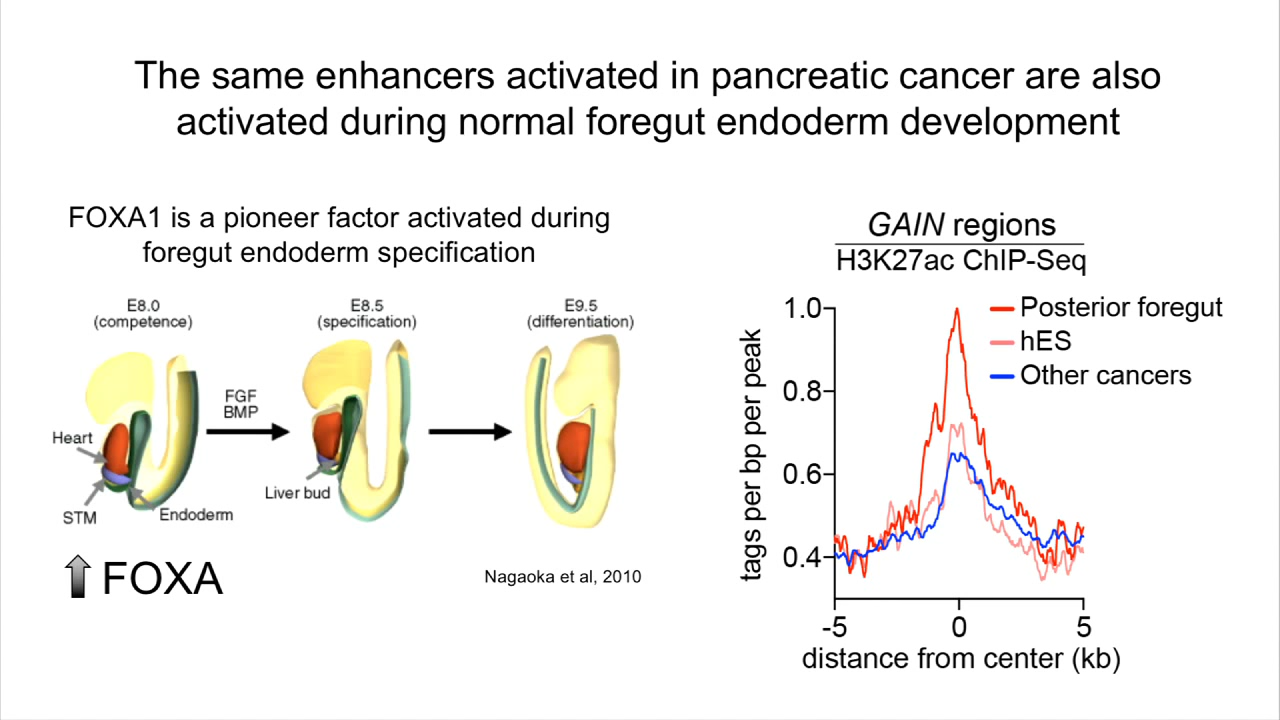 The same enhancers activated in pancreatic cancer are also
activated during normal foregut endoderm development
FOXA1 is a pioneer factor activated during
foregut endoderm specification
E8.0
(competence)
E8.5
(specification)
E9.5
(differentiation)
FGF
BMP
Heart
STM
Endoderm
Liver bud
FOXA
Nagaoka et al, 2010
GAIN regions
H3K27ac ChIP-Seq
Posterior foregut
hES
Other cancers
tags per bp per peak
1.0
0.8
0.6
0.4
-5 0 5
distance from center (kb)